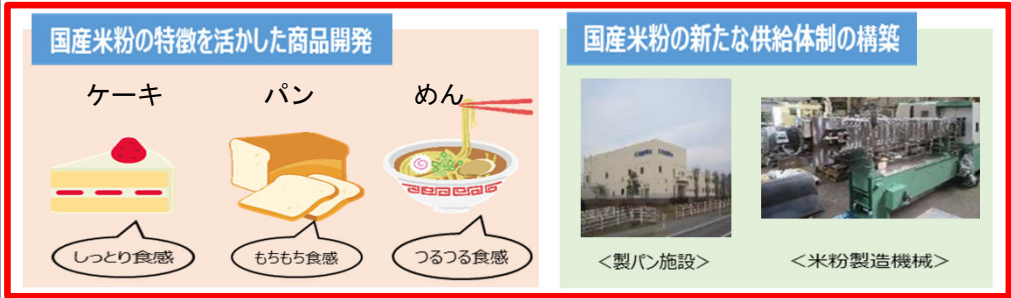 国産米粉の特徴を活かした商品開発
ケーキ
パン
めん
しっとり食感
もちもち食感
つるつる食感
国産米粉の新たな供給体制の構築
<製パン施設>
<米粉製造機械>